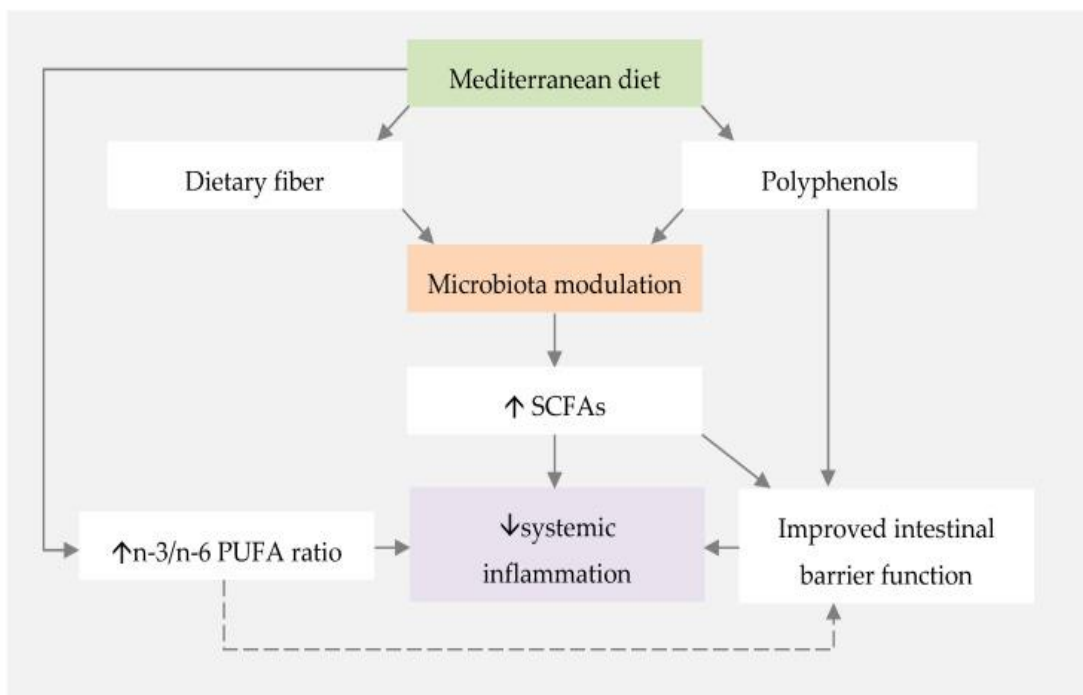 Mediterranean diet
Dietary fiber
Polyphenols
Microbiota modulation
↑ SCFAs
↑n-3/n-6 PUFA ratio
↓systemic
inflammation
Improved intestinal
barrier function